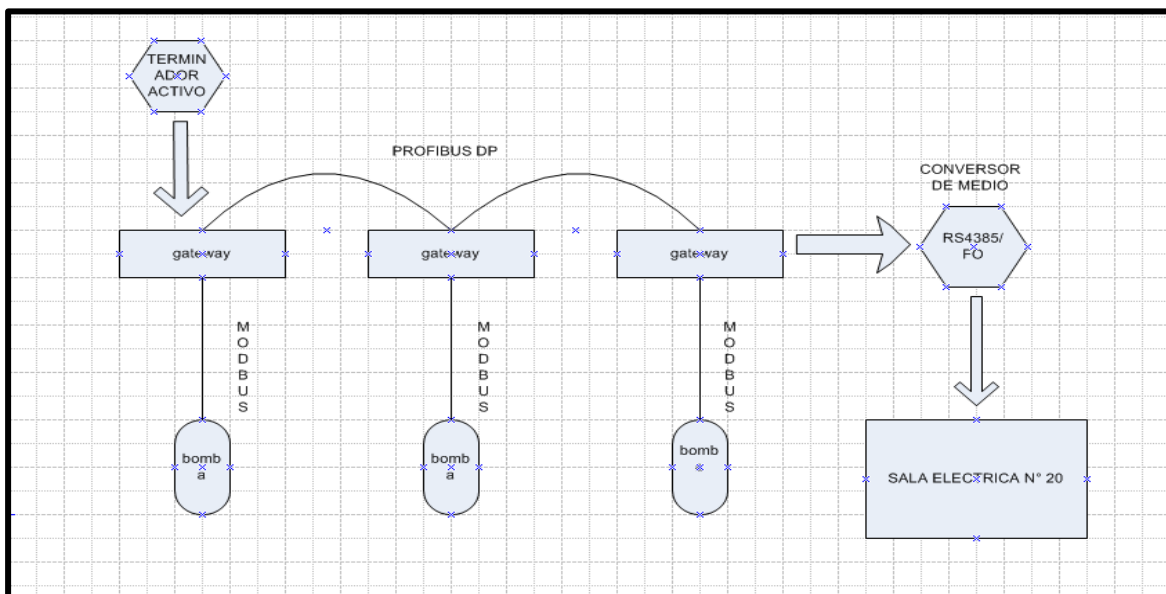 TERMIN
ADOR
ACTIVO
PROFIBUS DP
CONVERSOR
DE MEDIO
gateway
gateway
gateway
RS4385/
FO
M
O
D
B
U
S
M
O
D
B
U
S
M
O
D
B
U
S
bomb
a
bomb
a
bomb
SALA ELECTRICA N° 20